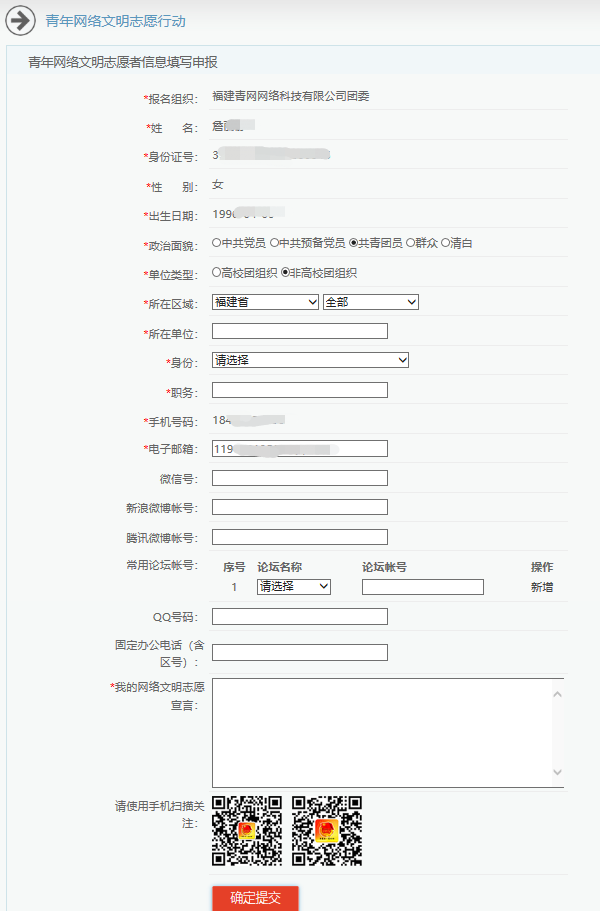 青年网络文明志愿行动
青年网络文明志愿者信息填写申报
*报名组织： 福建青网网络科技有限公司团委
*姓 名： 詹
*身份证号： 3
*性 别： 女
*出生日期： 199
*政治面貌： 中共党员 中共预备党员 共青团员 群众 清白
*单位类型： 高校团组织 非高校团组织
*所在区域： 福建省 全部
*所在单位：
*身份： 请选择
*职务：
*手机号码： 184
*电子邮箱： 119
微信号：
新浪微博帐号：
腾讯微博帐号：
常用论坛帐号： 序号 论坛名称 论坛帐号 操作
1 请选择 新增
QQ号码：
固定办公电话（含
区号）：
*我的网络文明志愿
宣言：
请使用手机扫描关
注：
确定提交